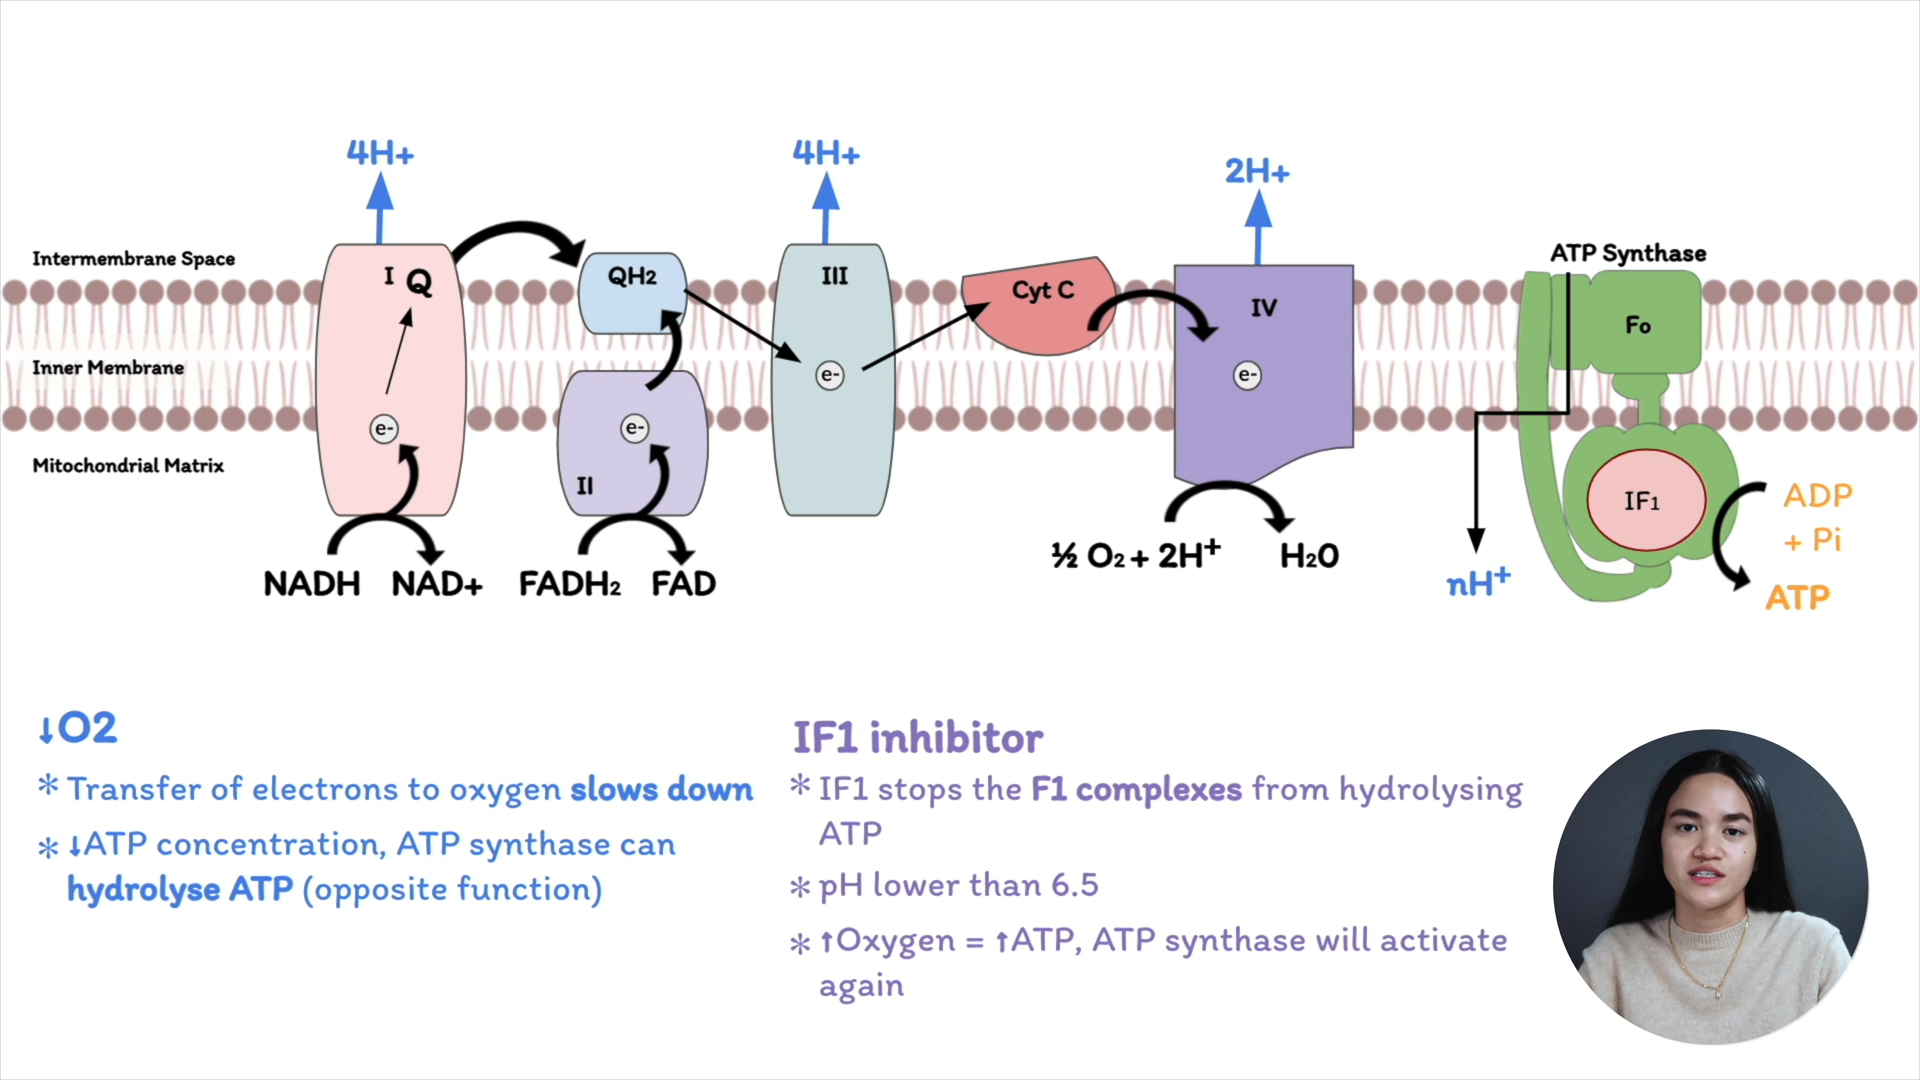 4H+
4H+
2H+
Intermembrane Space
Inner Membrane
Mitochondrial Matrix
I Q
QH₂
III
Cyt C
IV
ATP Synthase
Fo
e-
e-
e-
e-
II
IF₁
NADH NAD+
FADH₂ FAD
½ O₂ + 2H⁺ H₂O
nH⁺
ADP
+ Pi
ATP
↓O2
* Transfer of electrons to oxygen slows down
* ↓ATP concentration, ATP synthase can
hydrolyse ATP (opposite function)
IF1 inhibitor
* IF1 stops the F1 complexes from hydrolysing
ATP
* pH lower than 6.5
* ↑Oxygen = ↑ATP, ATP synthase will activate
again